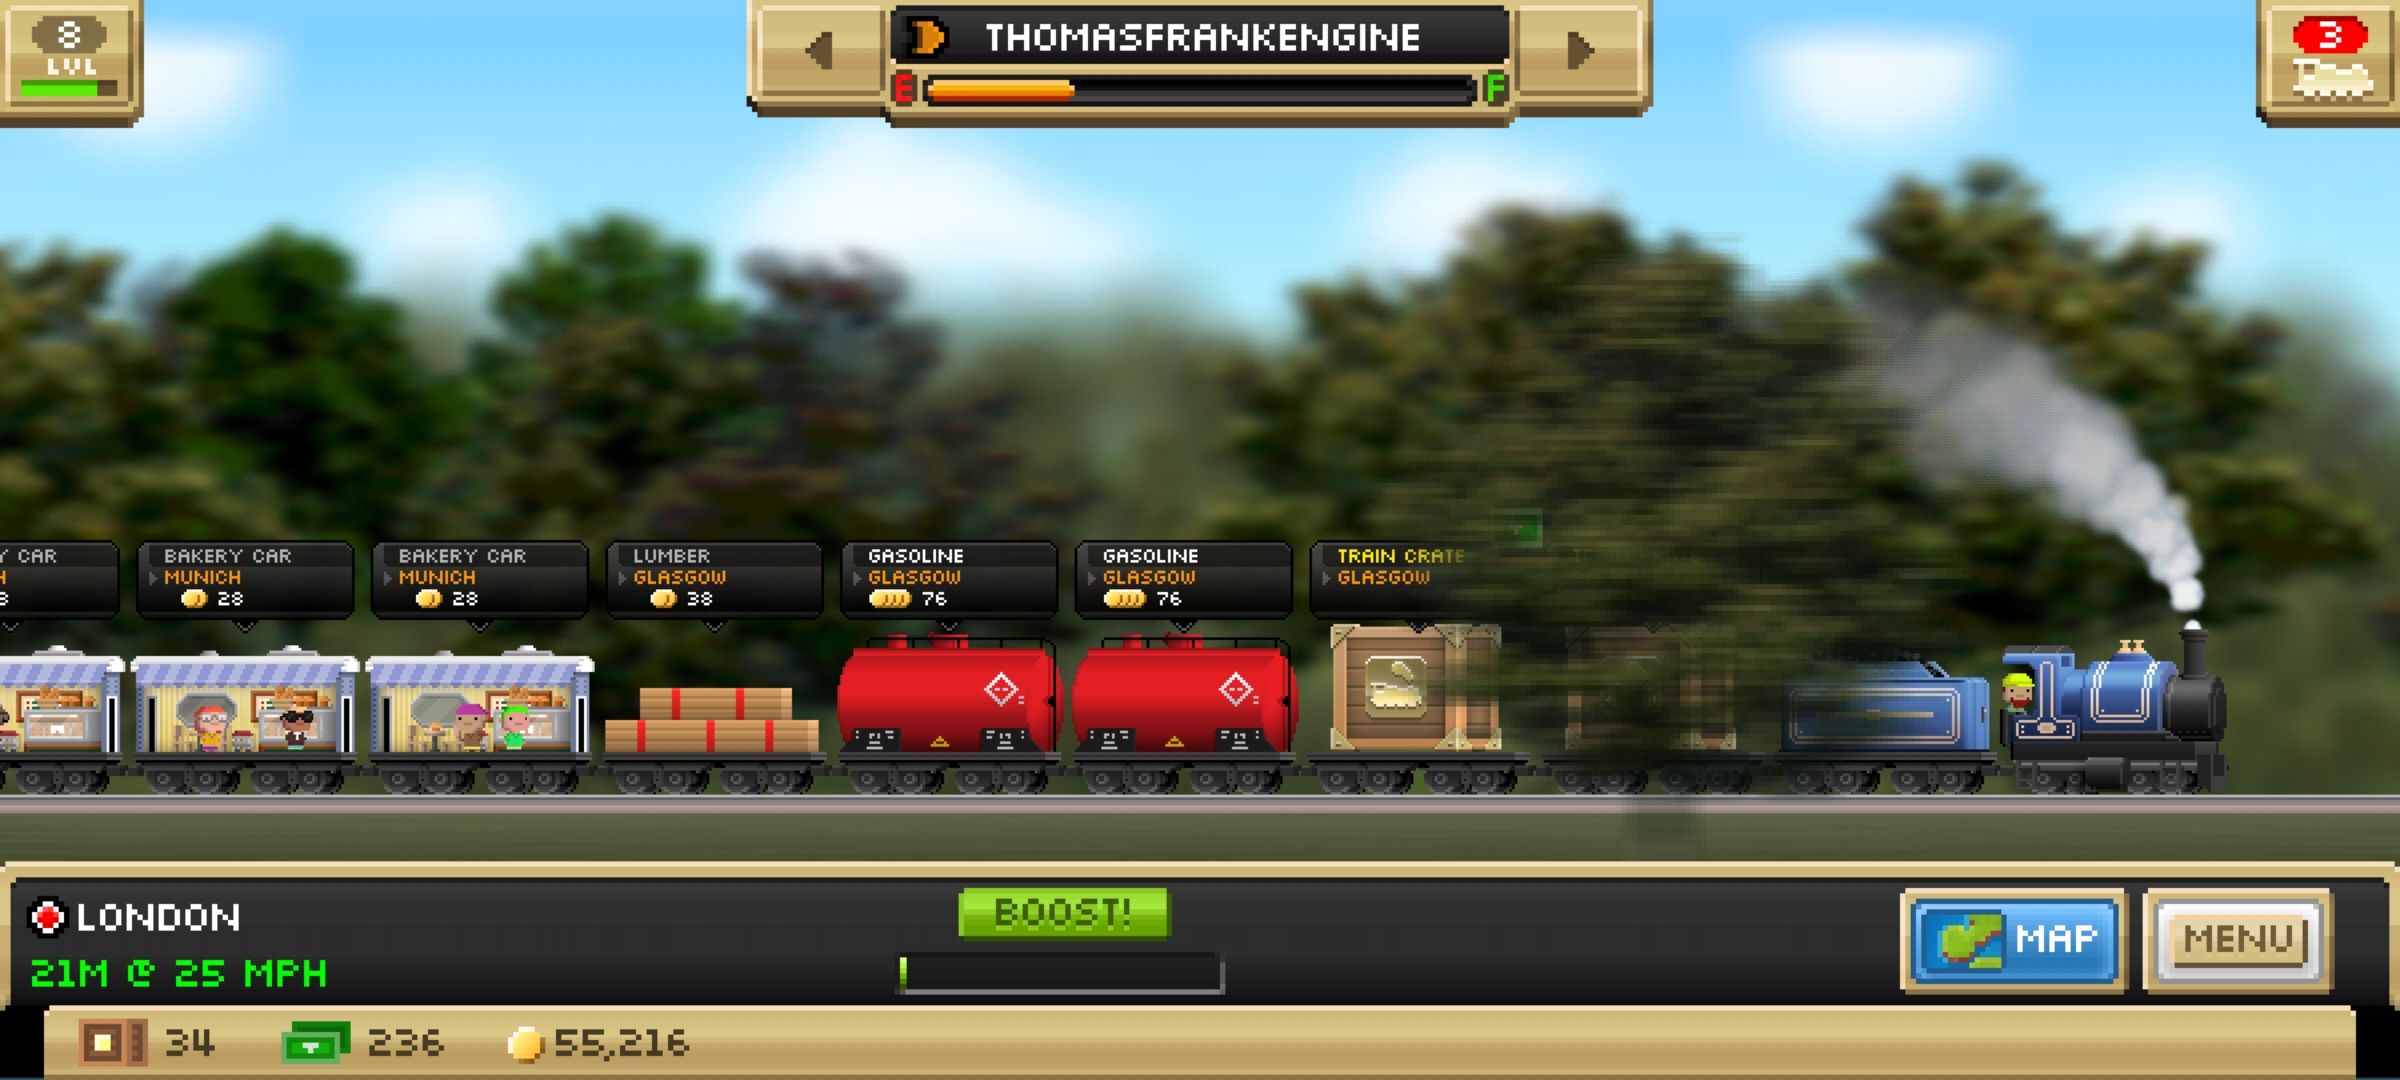 8
LVL
THOMASFRANKENGINE
E F
3
Y CAR
BAKERY CAR
MUNICH
28
BAKERY CAR
MUNICH
28
LUMBER
GLASGOW
38
GASOLINE
GLASGOW
76
GASOLINE
GLASGOW
76
TRAIN CRATE
GLASGOW
LONDON
21M @ 25 MPH
BOOST!
MAP
MENU
34
236
55,216